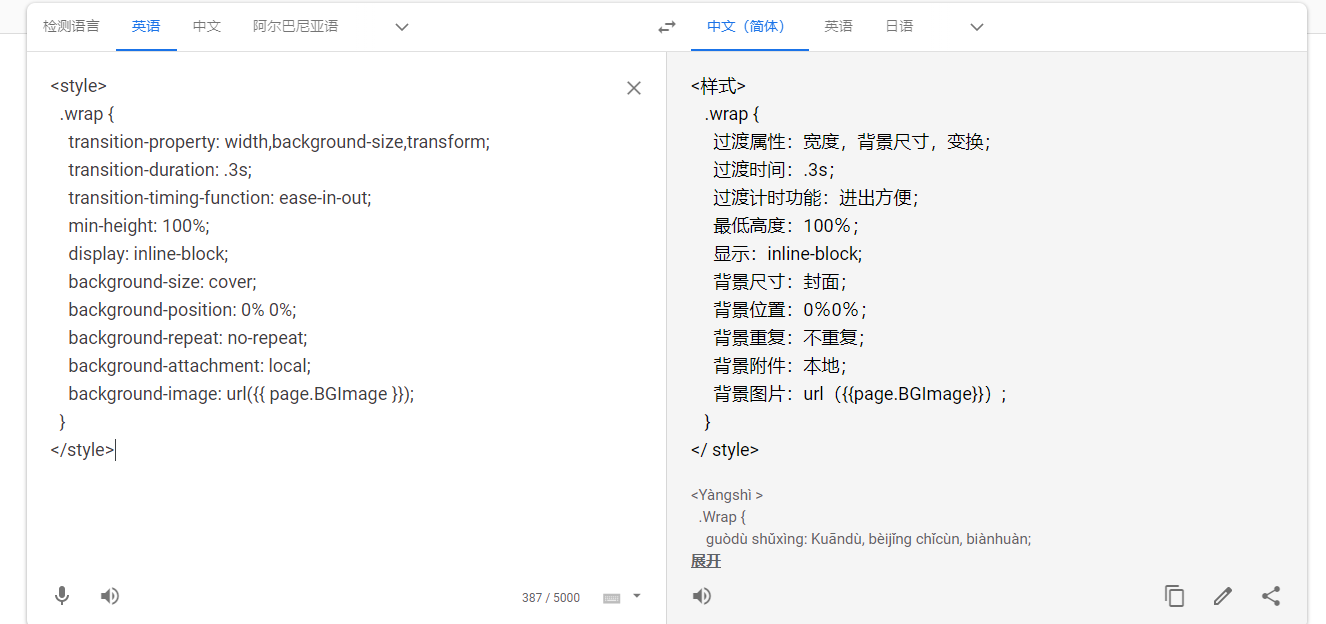 检测语言 英语 中文 阿尔巴尼亚语 中文（简体） 英语 日语
<style>
.wrap {
transition-property: width,background-size,transform;
transition-duration: .3s;
transition-timing-function: ease-in-out;
min-height: 100%;
display: inline-block;
background-size: cover;
background-position: 0% 0%;
background-repeat: no-repeat;
background-attachment: local;
background-image: url({{ page.BGImage }});
}
</style>
387 / 5000
<样式>
.wrap {
过渡属性：宽度，背景尺寸，变换；
过渡时间：.3s；
过渡计时功能：进出方便；
最低高度：100％；
显示：inline-block;
背景尺寸：封面；
背景位置：0％0％；
背景重复：不重复；
背景附件：本地；
背景图片：url（{{page.BGImage}}）;
}
</ style>
<Yàngshì >
.Wrap {
guòdù shǔxìng: Kuāndù, bèijǐng chǐcùn, biànhuàn;
展开